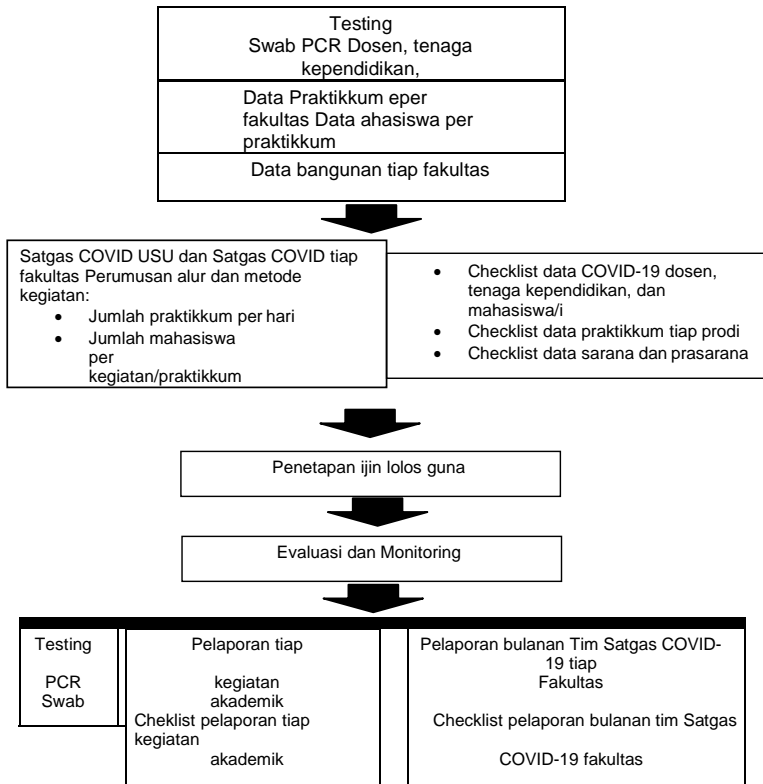 Testing
Swab PCR Dosen, tenaga
kependidikan,
Data Praktikkum eper
fakultas Data ahasiswa per
praktikkum
Data bangunan tiap fakultas
Satgas COVID USU dan Satgas COVID tiap
fakultas Perumusan alur dan metode
kegiatan:
• Jumlah praktikkum per hari
• Jumlah mahasiswa
per
kegiatan/praktikkum
• Checklist data COVID-19 dosen,
tenaga kependidikan, dan
mahasiswa/i
• Checklist data praktikkum tiap prodi
• Checklist data sarana dan prasarana
Penetapan ijin lolos guna
Evaluasi dan Monitoring
Testing
PCR
Swab
Pelaporan tiap
kegiatan
akademik
Cheklist pelaporan tiap
kegiatan
akademik
Pelaporan bulanan Tim Satgas COVID-
19 tiap
Fakultas
Checklist pelaporan bulanan tim Satgas
COVID-19 fakultas